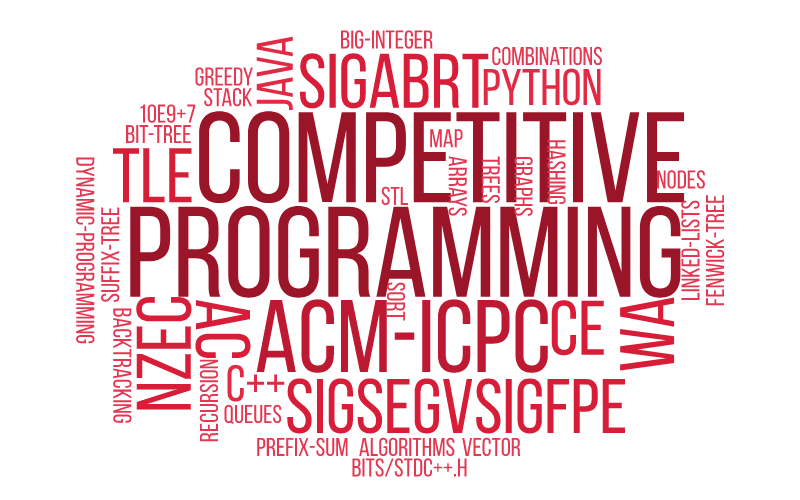 BIG-INTEGER
JAVA
SIGABRT
COMBINATIONS
GREEDY
PYTHON
STACK
10E9+7
BIT-TREE
COMPETITIVE
MAP
TLE
ARRAYS
TREES
GRAPHS
HASHING
NODES
STL
DYNAMIC-PROGRAMMING
SUFFIX-TREE
PROGRAMMING
LINKED-LISTS
FENWICK-TREE
SORT
NZEC
AC
ACM-ICPC
CE
WA
BACKTRACKING
RECURSION
C++
QUEUES
SIGSEGV
SIGFPE
PREFIX-SUM
ALGORITHMS
VECTOR
BITS/STDC++.H